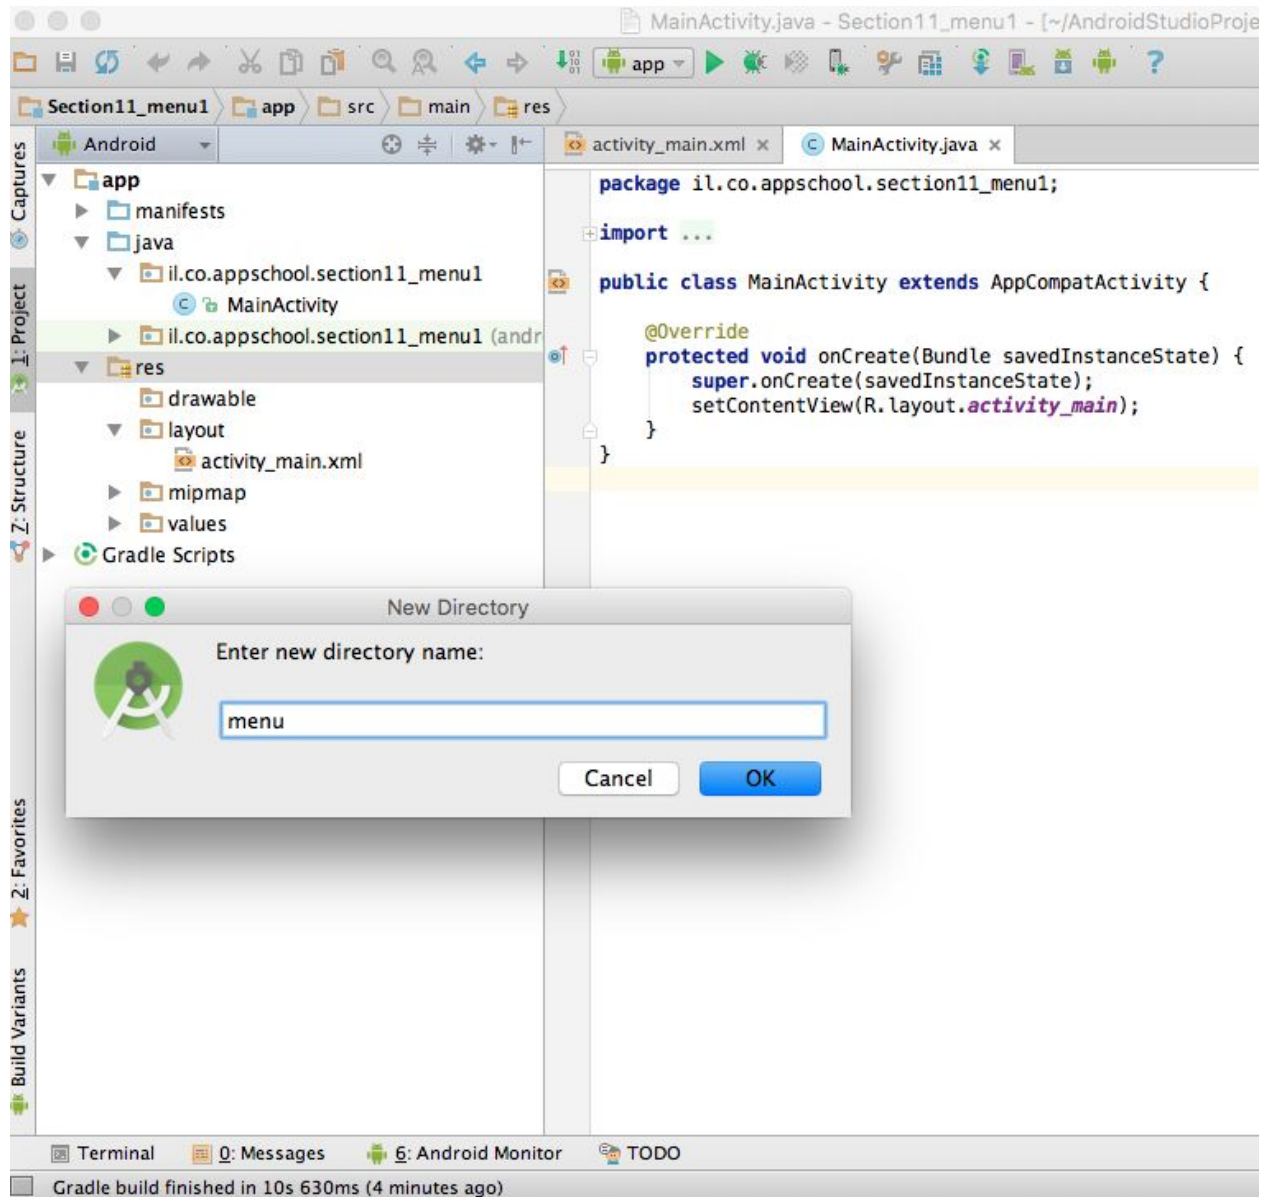 MainActivity.java - Section11_menu1 - [~/AndroidStudioProje
app
?
Section11_menu1 app src main res
Android
activity_main.xml × MainActivity.java ×
Captures
1: Project
Z: Structure
2: Favorites
Build Variants
app
manifests
java
il.co.appschool.section11_menu1
MainActivity
il.co.appschool.section11_menu1 (andr
res
drawable
layout
activity_main.xml
mipmap
values
Gradle Scripts
package il.co.appschool.section11_menu1;
import ...
public class MainActivity extends AppCompatActivity {
@Override
protected void onCreate(Bundle savedInstanceState) {
super.onCreate(savedInstanceState);
setContentView(R.layout.activity_main);
}
}
New Directory
Enter new directory name:
menu
Cancel OK
Terminal 0: Messages 6: Android Monitor TODO
Gradle build finished in 10s 630ms (4 minutes ago)